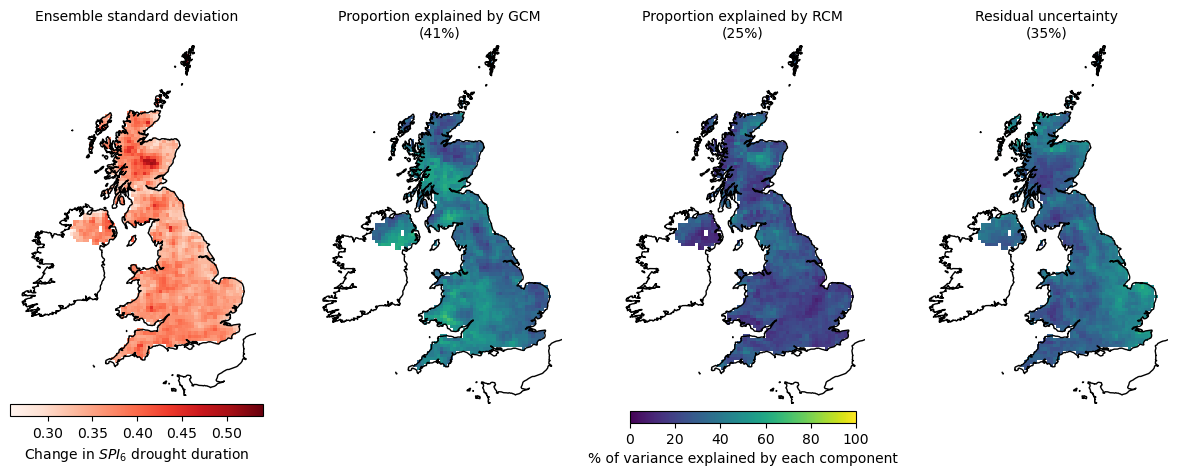 Ensemble standard deviation
Proportion explained by GCM
(41%)
Proportion explained by RCM
(25%)
Residual uncertainty
(35%)
0.30 0.35 0.40 0.45 0.50
Change in SPI6 drought duration
0 20 40 60 80 100
% of variance explained by each component